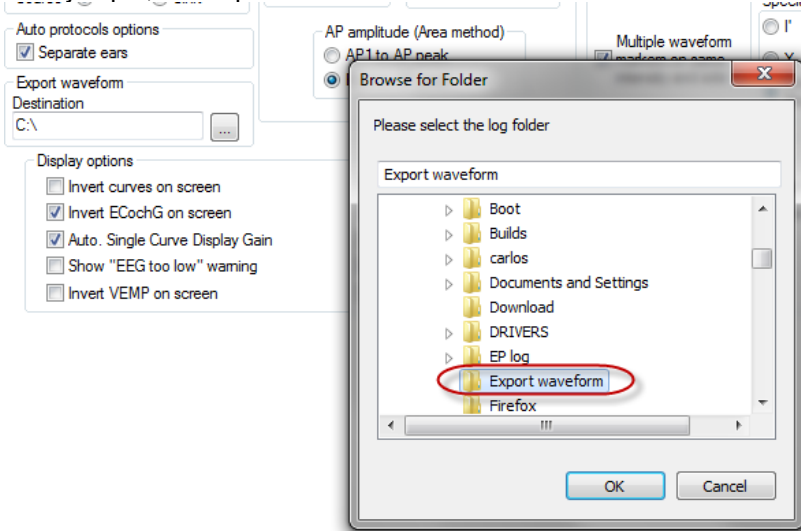 Auto protocols options
Separate ears
Export waveform
Destination
C:\
...
AP amplitude (Area method)
AP1 to AP peak
Multiple waveform
Display options
Invert curves on screen
Invert ECochG on screen
Auto. Single Curve Display Gain
Show "EEG too low" warning
Invert VEMP on screen
Browse for Folder
Please select the log folder
Export waveform
Boot
Builds
carlos
Documents and Settings
Download
DRIVERS
EP log
Export waveform
Firefox
OK
Cancel